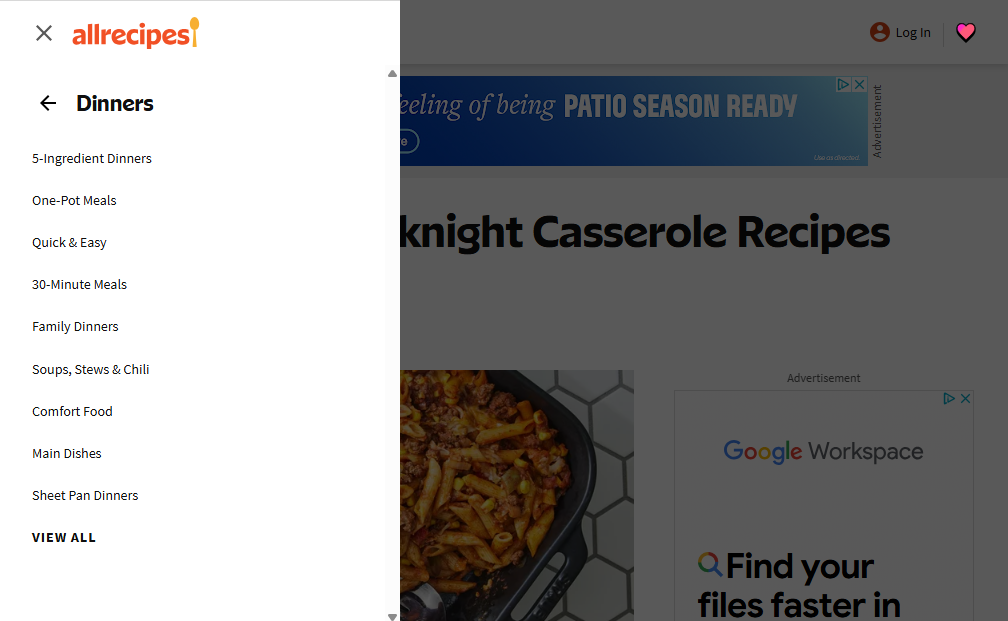 allrecipes
Log In
Dinners
5-Ingredient Dinners
One-Pot Meals
Quick & Easy
30-Minute Meals
Family Dinners
Soups, Stews & Chili
Comfort Food
Main Dishes
Sheet Pan Dinners
VIEW ALL
eeling of being PATIO SEASON READY
Use as directed.
Advertisement
knight Casserole Recipes
Advertisement
Google Workspace
Find your
files faster in